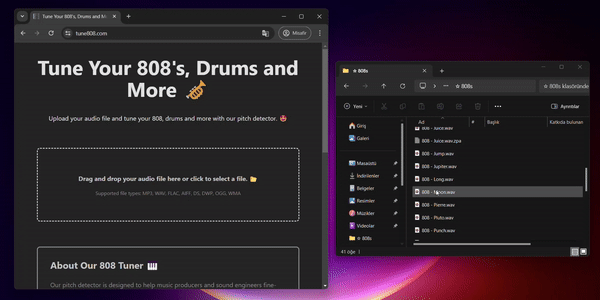 Tune Your 808's, Drums and Mo
tune808.com
Misafir
Tune Your 808's, Drums and
More
Upload your audio file and tune your 808, drums and more with our pitch detector.
Drag and drop your audio file here or click to select a file.
Supported file types: MP3, WAV, FLAC, AIFF, DS, DWP, OGG, WMA
About Our 808 Tuner
Our pitch detector is designed to help music producers and sound engineers fine-
808s
808s
808s klasöründe
Yeni
Ayrıntılar
Ad
#
Başlık
Katkıda bulunan
Giriş
Galeri
Masaüstü
İndirilenler
Belgeler
Resimler
Müzikler
Videolar
808s
808 - Juice.wav
808 - Juice.wav.zpa
808 - Jump.wav
808 - Jupiter.wav
808 - Long.wav
808 - Moon.wav
808 - Pierre.wav
808 - Pluto.wav
808 - Punch.wav
41 öğe